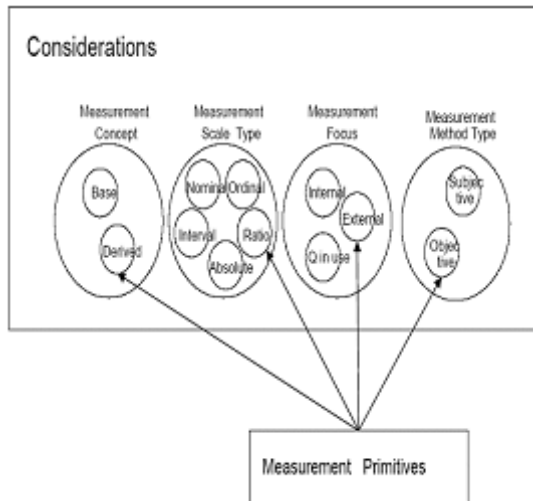 Considerations
Measurement
Concept
Measurement
Scale Type
Measurement
Focus
Measurement
Method Type
Base
Derived
Nominal
Ordinal
Interval
Ratio
Absolute
Internal
External
Q in use
Subjec
tive
Objec
tive
Measurement Primitives